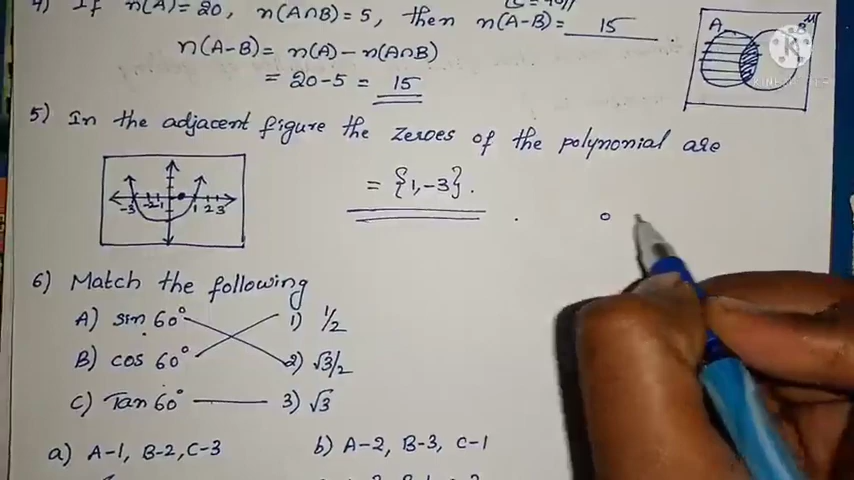 4) If n(A)=20, n(A∩B)=5, then n(A-B)= 15
n(A-B)= n(A)-n(A∩B)
= 20-5 = 15
A B μ
KINEMASTER
5) In the adjacent figure the zeroes of the polynomial are
= {1,-3}.
-3 -2 -1 1 2 3
0
6) Match the following
A) sin 60° 1) 1/2
B) cos 60° 2) √3/2
C) Tan 60° 3) √3
a) A-1, B-2, C-3 b) A-2, B-3, C-1